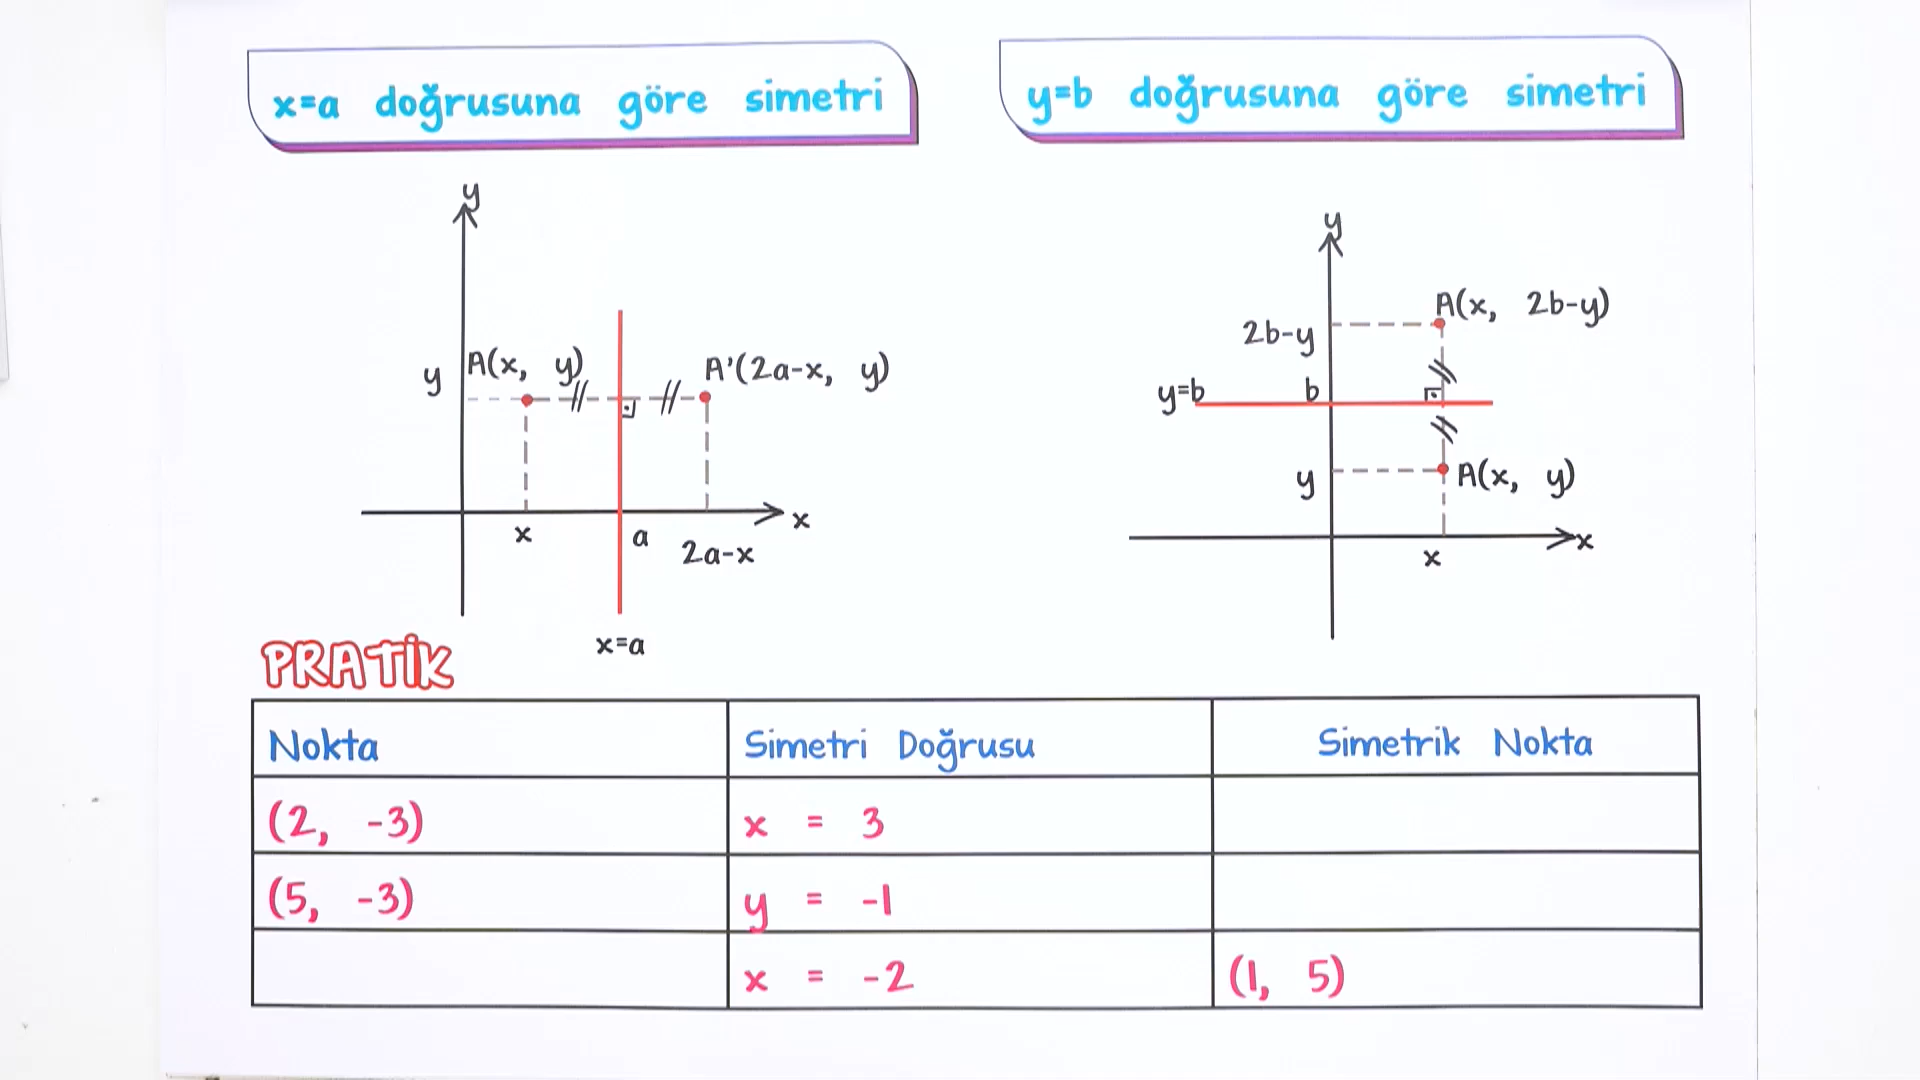 x=a doğrusuna göre simetri
y
y
A(x, y)
A'(2a-x, y)
x
a
2a-x
x
x=a
y=b doğrusuna göre simetri
y
A(x, 2b-y)
2b-y
y=b
b
y
A(x, y)
x
x
PRATİK
Nokta Simetri Doğrusu Simetrik Nokta
(2, -3) x = 3
(5, -3) y = -1
x = -2 (1, 5)